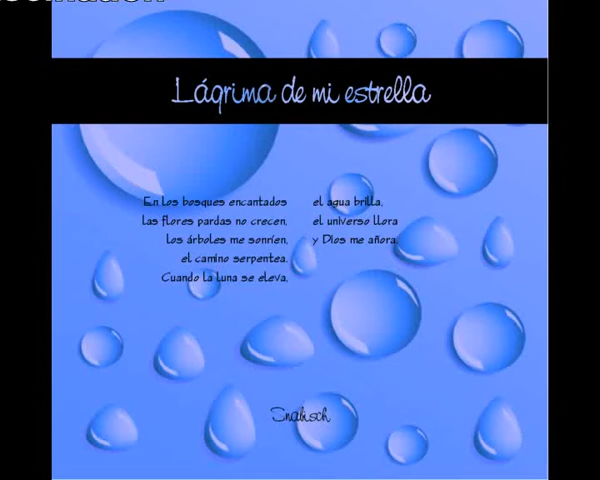 Lágrima de mi estrella
En los bosques encantados
las flores pardas no crecen,
los árboles me sonríen,
el camino serpentea.
Cuando la luna se eleva,
el agua brilla,
el universo llora
y Dios me añora.